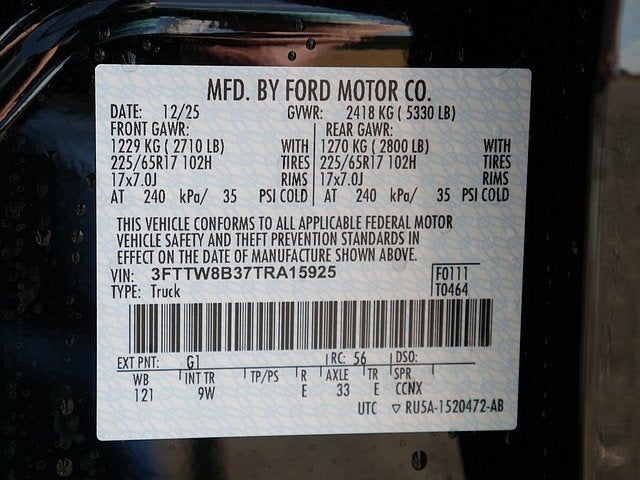 MFD. BY FORD MOTOR CO.
DATE: 12/25 GVWR: 2418 KG ( 5330 LB)
FRONT GAWR: REAR GAWR:
1229 KG ( 2710 LB) WITH 1270 KG ( 2800 LB) WITH
225/65R17 102H TIRES 225/65R17 102H TIRES
17x7.0J RIMS 17x7.0J RIMS
AT 240 kPa/ 35 PSI COLD AT 240 kPa/ 35 PSI COLD
THIS VEHICLE CONFORMS TO ALL APPLICABLE FEDERAL MOTOR
VEHICLE SAFETY AND THEFT PREVENTION STANDARDS IN
EFFECT ON THE DATE OF MANUFACTURE SHOWN ABOVE.
VIN: 3FTTW8B37TRA15925 F0111
TYPE: Truck T0464
EXT PNT: G1 RC: 56 DSO:
WB INT TR TP/PS R AXLE TR SPR
121 9W E 33 E CCNX
UTC ▽ RU5A-1520472-AB